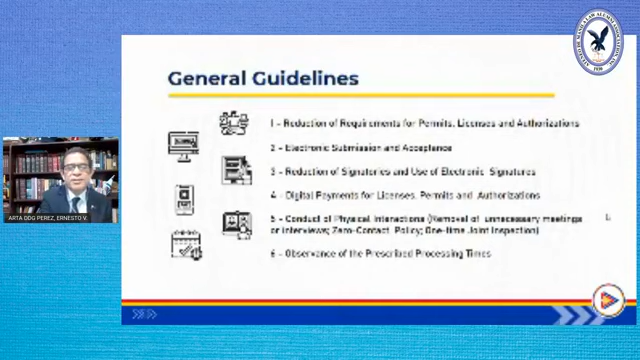 General Guidelines
1 - Reduction of Requirements for Permits, Licenses and Authorizations
2 - Electronic Submission and Acceptance
3 - Reduction of Signatories and Use of Electronic Signatures
4 - Digital Payments for Licenses, Permits and Authorizations
5 - Conduct of Physical Interactions (Removal of unnecessary meetings
or interviews; Zero-Contact Policy; One-time Joint Inspection)
6 - Observance of the Prescribed Processing Times
ARTA DDG PEREZ, ERNESTO V.